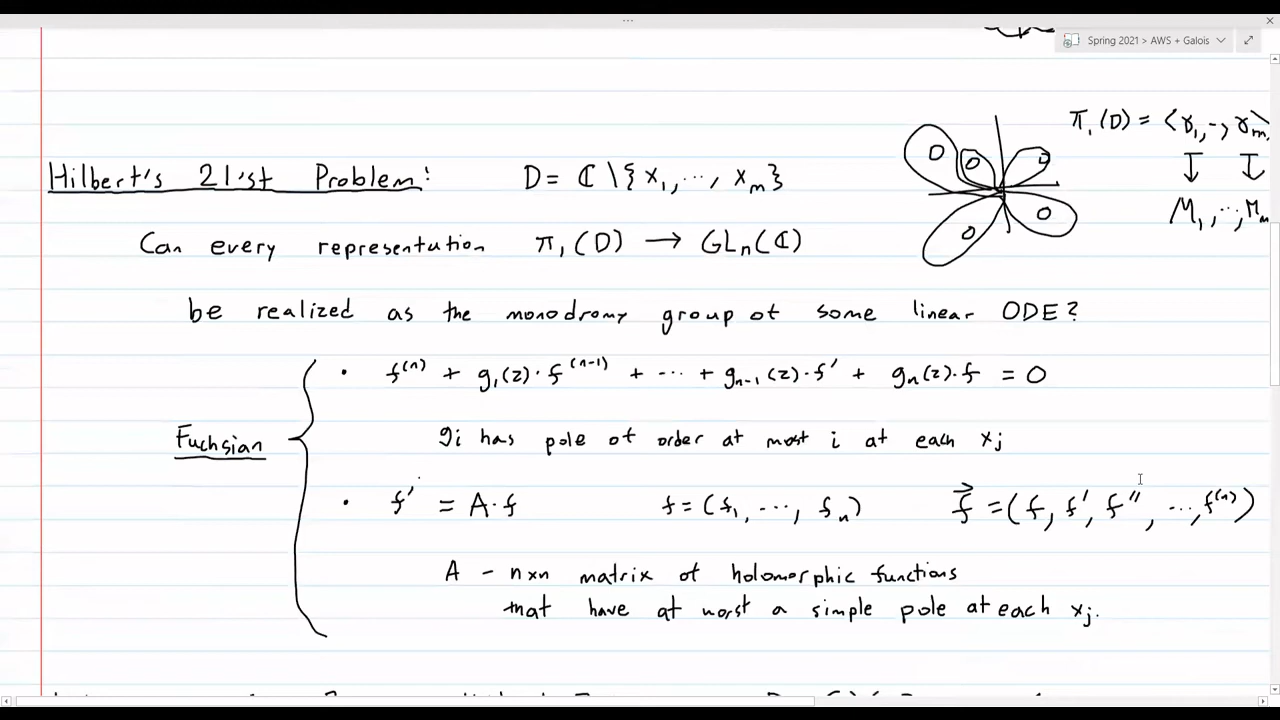 Spring 2021 > AWS + Galois
π₁(D) = ⟨γ₁, -, γm⟩
↧ ↧
M₁, ··, Mm
Hilbert's 21st Problem: D = ℂ \ { x₁, ..., xm }
Can every representation π₁(D) → GLn(ℂ)
be realized as the monodromy group of some linear ODE?
Fuchsian
• f⁽ⁿ⁾ + g₁(z)·f⁽ⁿ⁻¹⁾ + ··· + gn-1(z)·f' + gn(z)·f = 0
gi has pole of order at most i at each xj
• f' = A·f f = (f₁, ..., fn) f⃗ = (f, f', f'', ..., f⁽ⁿ⁾)
A - n×n matrix of holomorphic functions
that have at worst a simple pole at each xj.